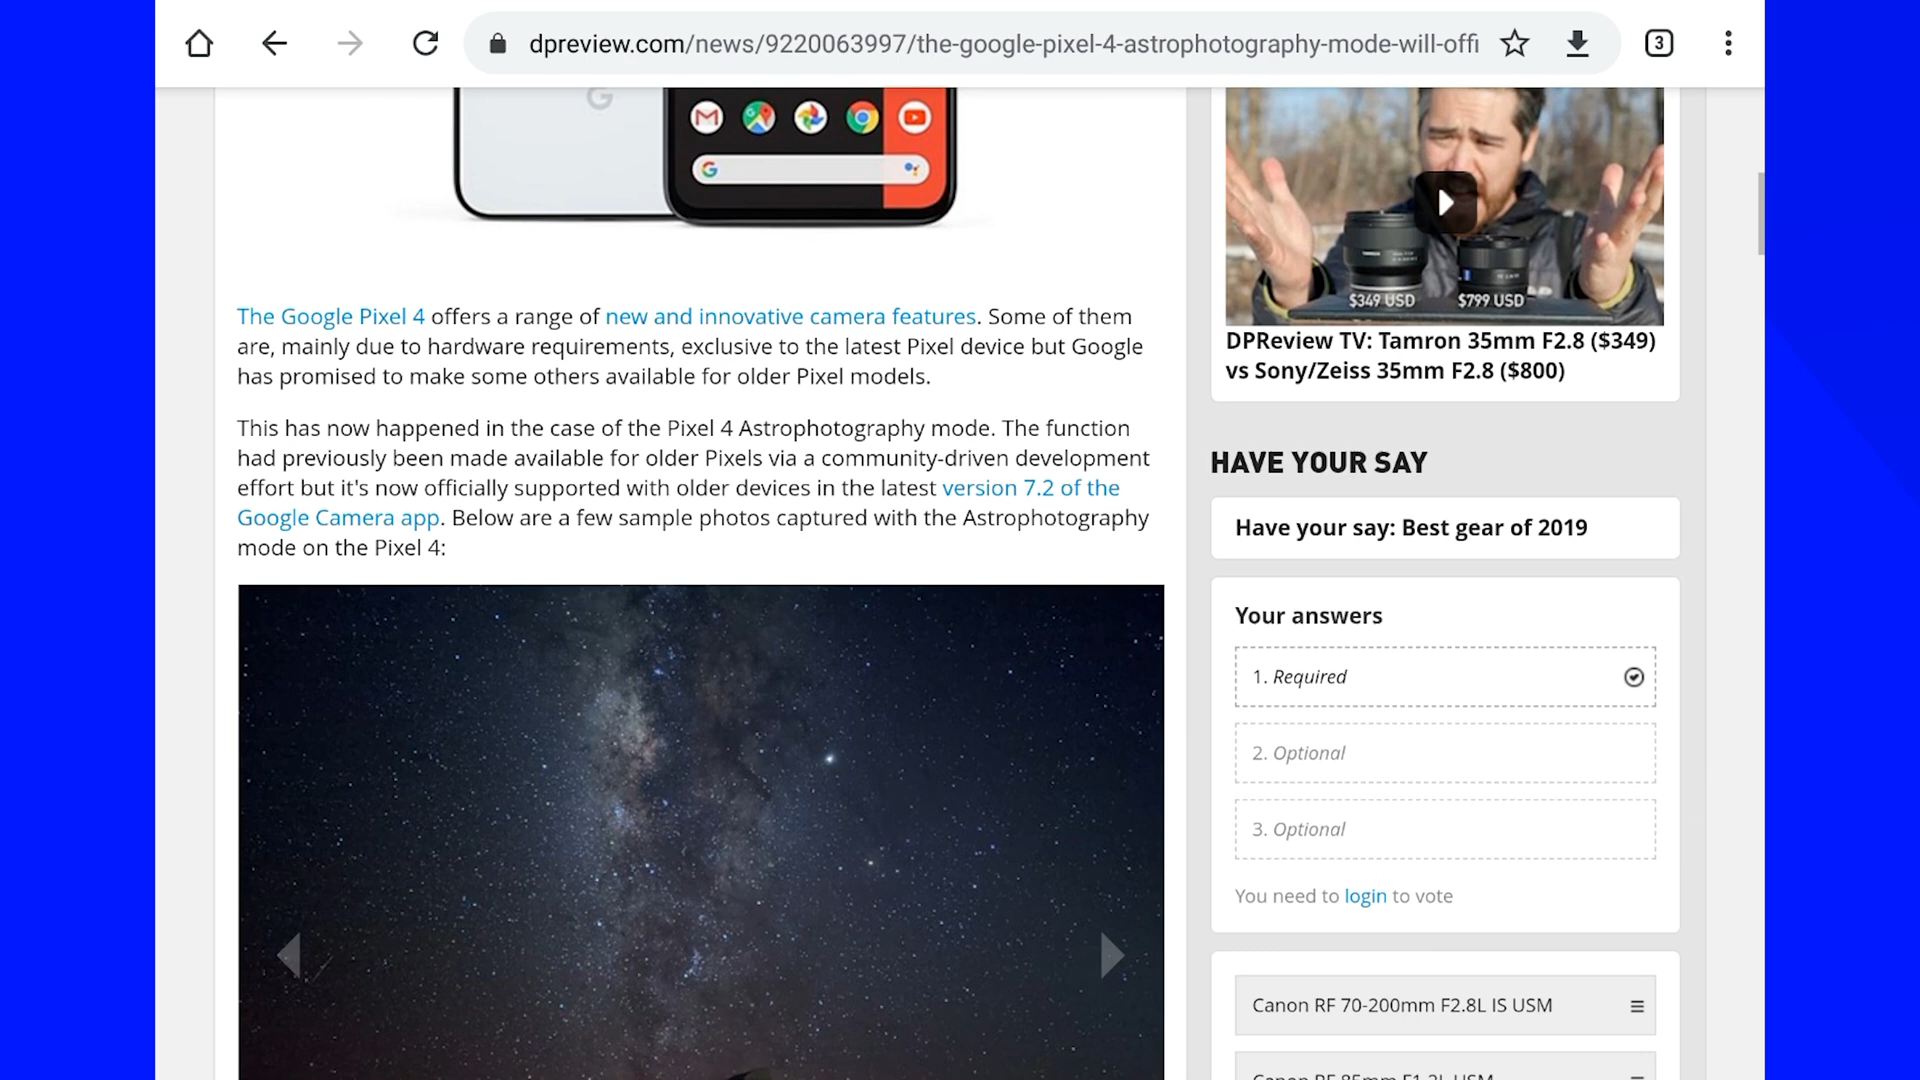 dpreview.com/news/9220063997/the-google-pixel-4-astrophotography-mode-will-offi
3
G
$349 USD
$799 USD
DPReview TV: Tamron 35mm F2.8 ($349)
vs Sony/Zeiss 35mm F2.8 ($800)
The Google Pixel 4 offers a range of new and innovative camera features. Some of them
are, mainly due to hardware requirements, exclusive to the latest Pixel device but Google
has promised to make some others available for older Pixel models.
This has now happened in the case of the Pixel 4 Astrophotography mode. The function
had previously been made available for older Pixels via a community-driven development
effort but it's now officially supported with older devices in the latest version 7.2 of the
Google Camera app. Below are a few sample photos captured with the Astrophotography
mode on the Pixel 4:
HAVE YOUR SAY
Have your say: Best gear of 2019
Your answers
1. Required
2. Optional
3. Optional
You need to login to vote
Canon RF 70-200mm F2.8L IS USM
Canon RF 85mm F1.2L USM